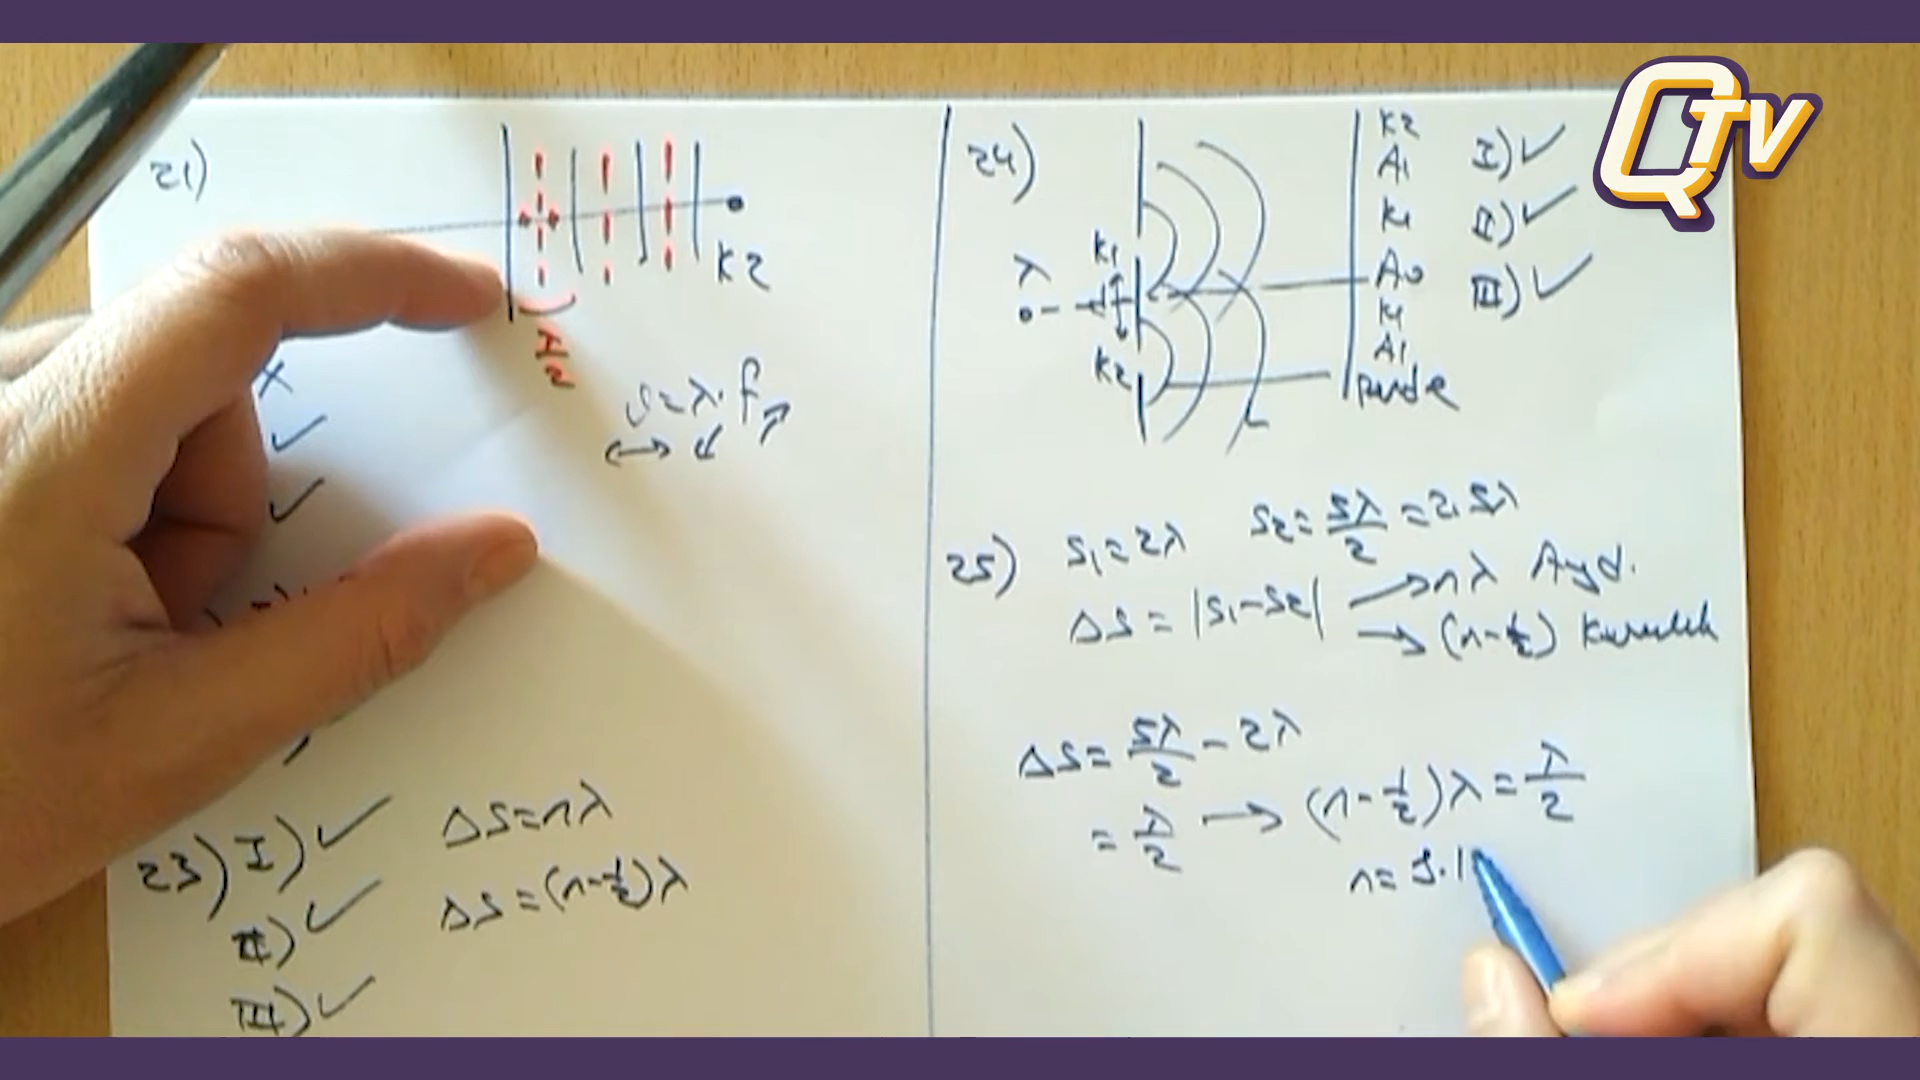 QTV
21)
K2
λ/2
υ=λ.f
23) I) ✓ Δs=nλ
II) ✓ Δs=(n-1/2)λ
III) ✓
24)
λ
K1
K2
K2
A1
K1
A0
K1
A1
perde
I) ✓
II) ✓
III) ✓
25) s1=2λ s2=5λ/2=2,5λ
Δs=|s1-s2| → nλ Ayd.
→ (n-1/2) Karanlık
Δs=5λ/2-2λ
=λ/2 → (n-1/2)λ=λ/2
n=